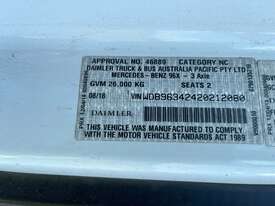 APPROVAL NO. 46889 CATEGORY NC
DAIMLER TRUCK & BUS AUSTRALIA PACIFIC PTY LTD
MERCEDES-BENZ 96X - 3 Axle
GVM 26,000 KG SEATS 2
08/18 VIN WDB96342420212080
DAIMLER
THIS VEHICLE WAS MANUFACTURED
TO COMPLY WITH THE
MOTOR VEHICLE STANDARDS ACT 1989